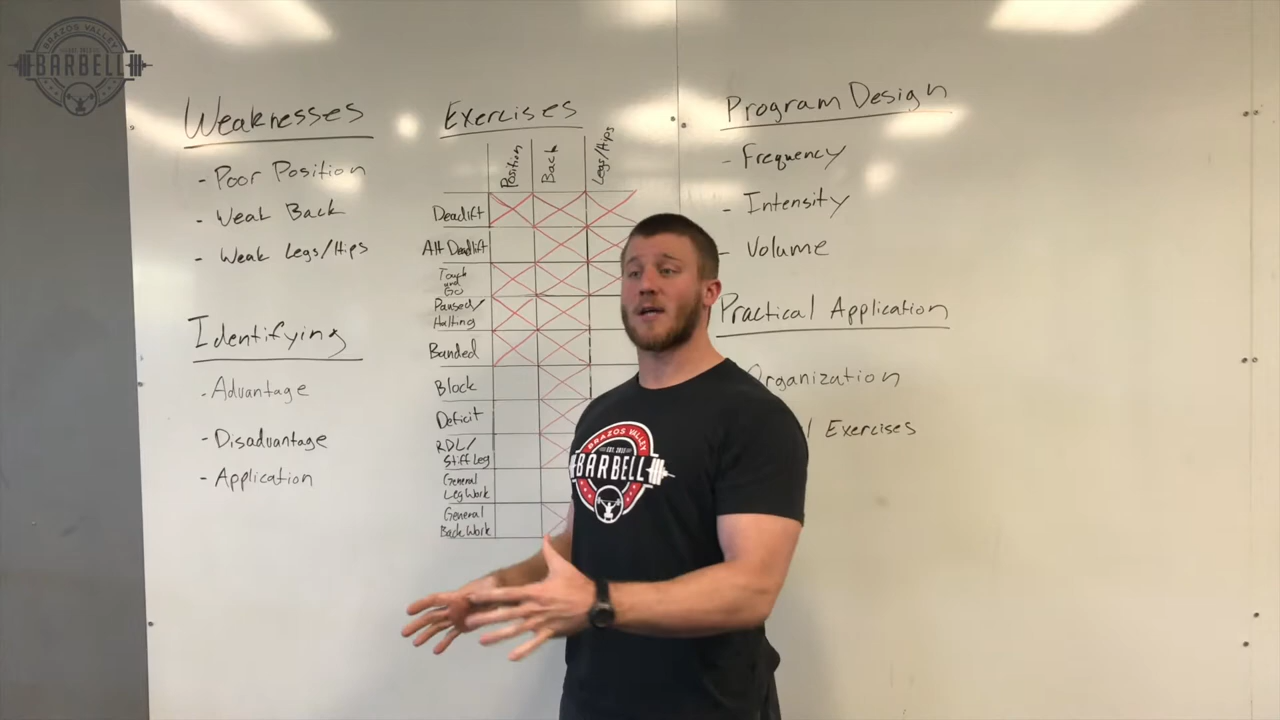 BRAZOS VALLEY
BARBELL
Weaknesses
- Poor Position
- Weak Back
- Weak Legs/Hips
Identifying
- Advantage
- Disadvantage
- Application
Exercises
Position
Back
Legs/Hips
Deadlift
Alt Deadlift
Touch
and
Go
Paused/
Halting
Banded
Block
Deficit
RDL/
Stiff Leg
General
Leg Work
General
Back Work
Program Design
- Frequency
- Intensity
- Volume
Practical Application
Organization
Exercises
BRAZOS VALLEY
BARBELL